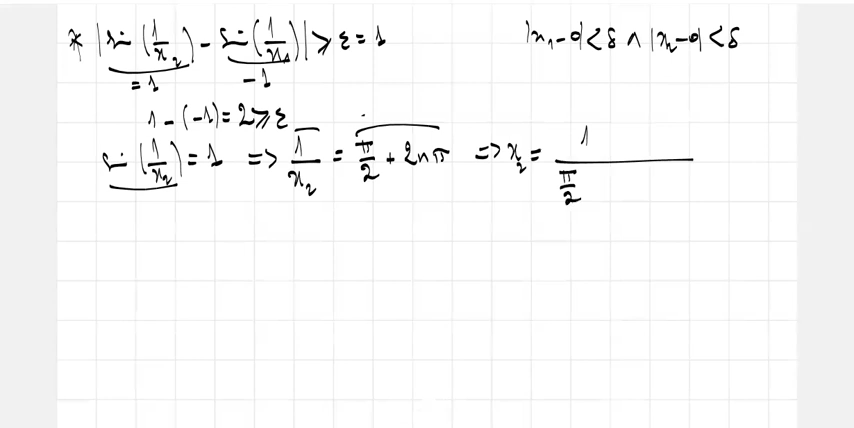 * |sin(1/x₂) - sin(1/x₁)| ≥ ε = 1    |x₁-0| < δ ∧ |x₂-0| < δ
= 1    -1
1 - (-1) = 2 ≥ ε
sin(1/x₂) = 1 => 1/x₂ = π/2 + 2nπ => x₂ = 1/(π/2